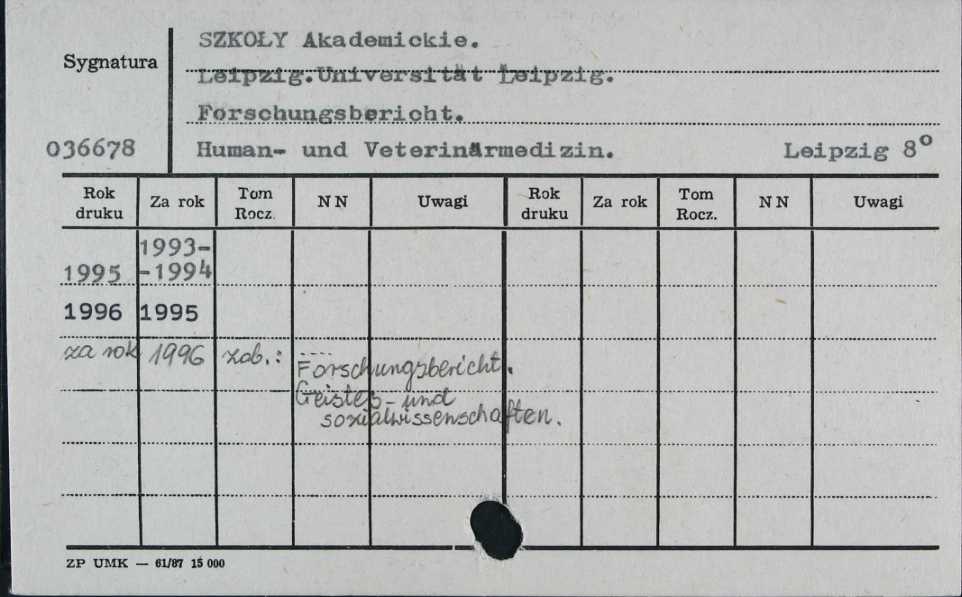 SZKOŁY Akademickie.
Sygnatura
Leipzig.Universität Leipzig.
Forschungsbericht.
036678 Human- und Veterinärmedizin. Leipzig 8°
Rok druku Za rok Tom Rocz. NN Uwagi Rok druku Za rok Tom Rocz. NN Uwagi
1993-
1995 -1994
1996 1995
za rok 1996 zob.: Forschungsbericht.
Geistes- und
sozialwissenschaften.
ZP UMK — 61/87 15 000